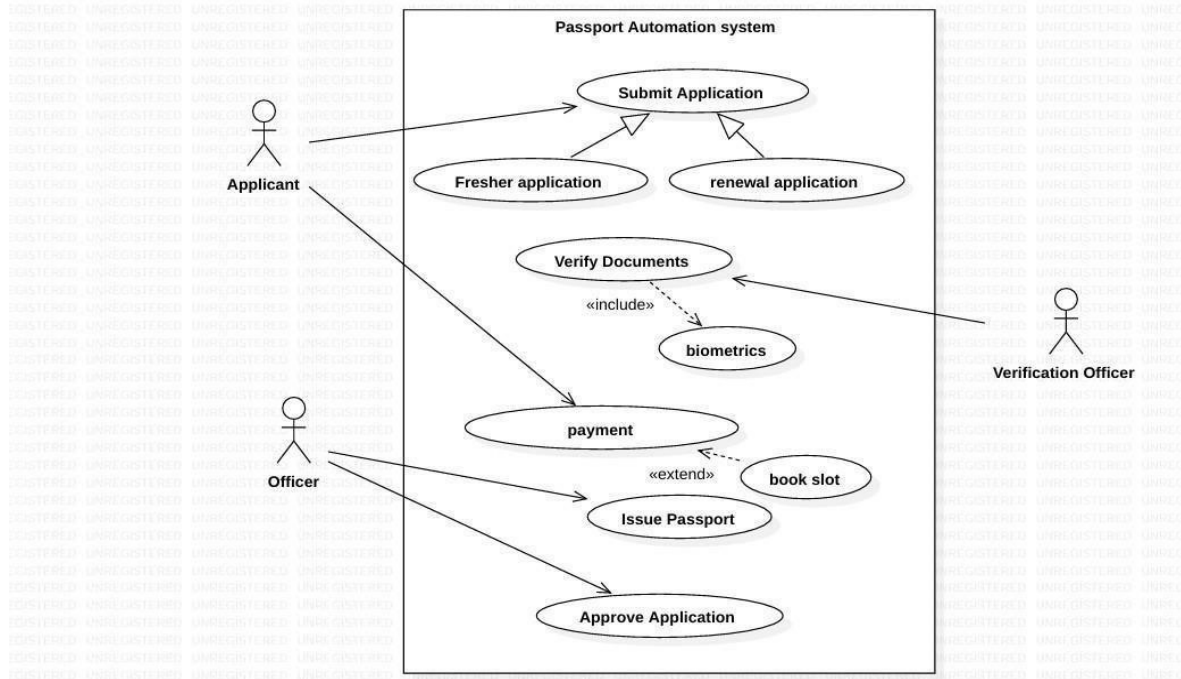 Passport Automation system
Submit Application
Applicant
Fresher application
renewal application
Verify Documents
«include»
biometrics
Verification Officer
payment
Officer
«extend»
book slot
Issue Passport
Approve Application
UNREGISTERED